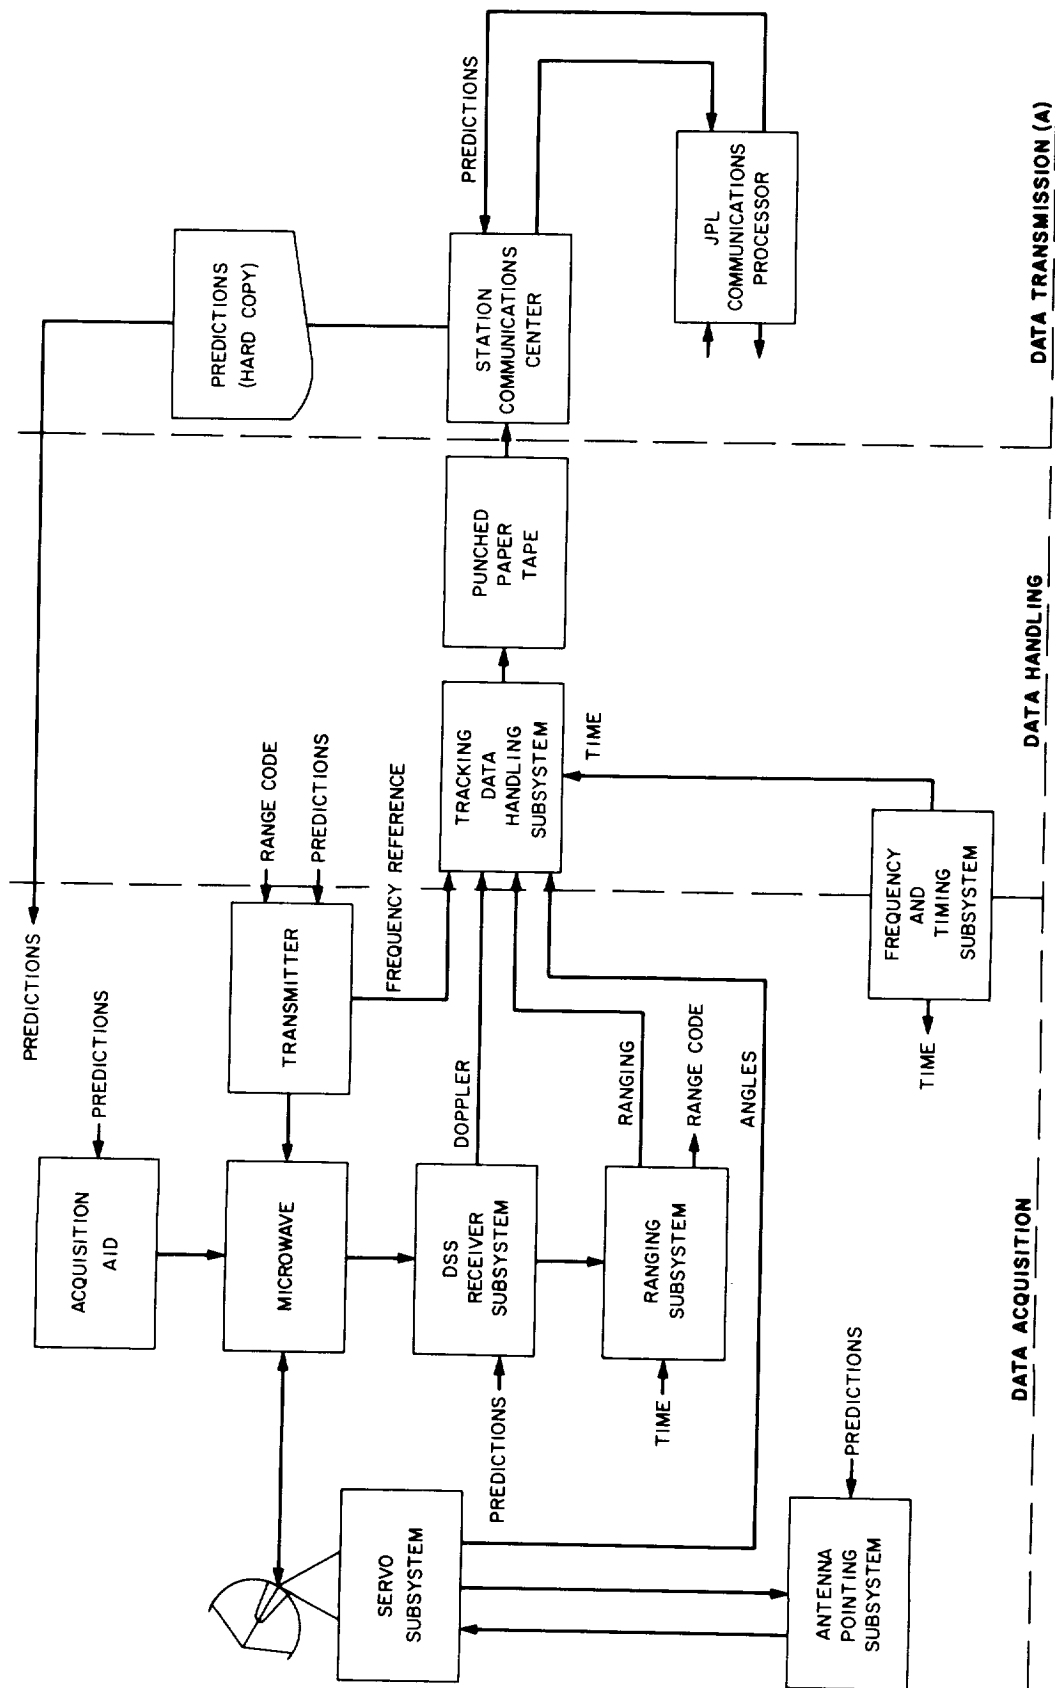 PREDICTIONS
PREDICTIONS
(HARD COPY)
PREDICTIONS
ACQUISITION
AID
PREDICTIONS
TRANSMITTER
RANGE CODE
PREDICTIONS
FREQUENCY REFERENCE
MICROWAVE
DOPPLER
DSS
RECEIVER
SUBSYSTEM
PREDICTIONS
RANGING
RANGING
SUBSYSTEM
RANGE CODE
TIME
SERVO
SUBSYSTEM
ANGLES
ANTENNA
POINTING
SUBSYSTEM
PREDICTIONS
TRACKING
DATA
HANDLING
SUBSYSTEM
TIME
PUNCHED
PAPER
TAPE
STATION
COMMUNICATIONS
CENTER
PREDICTIONS
JPL
COMMUNICATIONS
PROCESSOR
FREQUENCY
AND
TIMING
SUBSYSTEM
TIME
DATA ACQUISITION
DATA HANDLING
DATA TRANSMISSION (A)